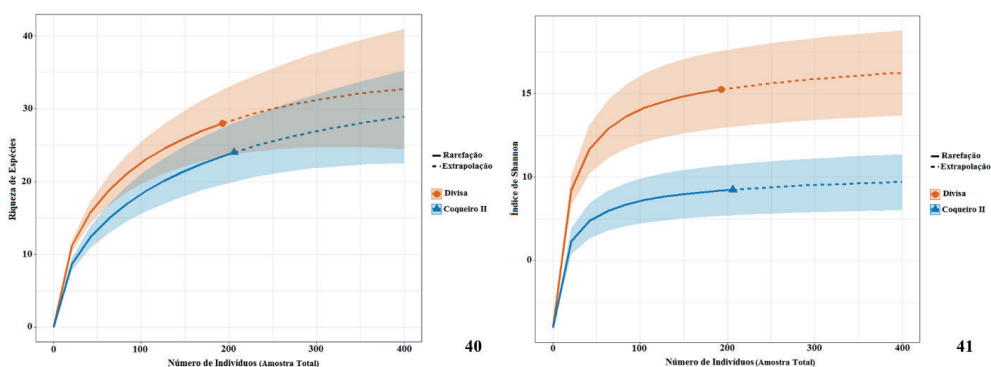 40
30
20
10
0
Riqueza de Espécies
0
100
200
300
400
Número de Indivíduos (Amostra Total)
Rarefação
Extrapolação
Divisa
Coqueiro II
40
15
10
0
Índice de Shannon
0
100
200
300
400
Número de Indivíduos (Amostra Total)
Rarefação
Extrapolação
Divisa
Coqueiro II
41